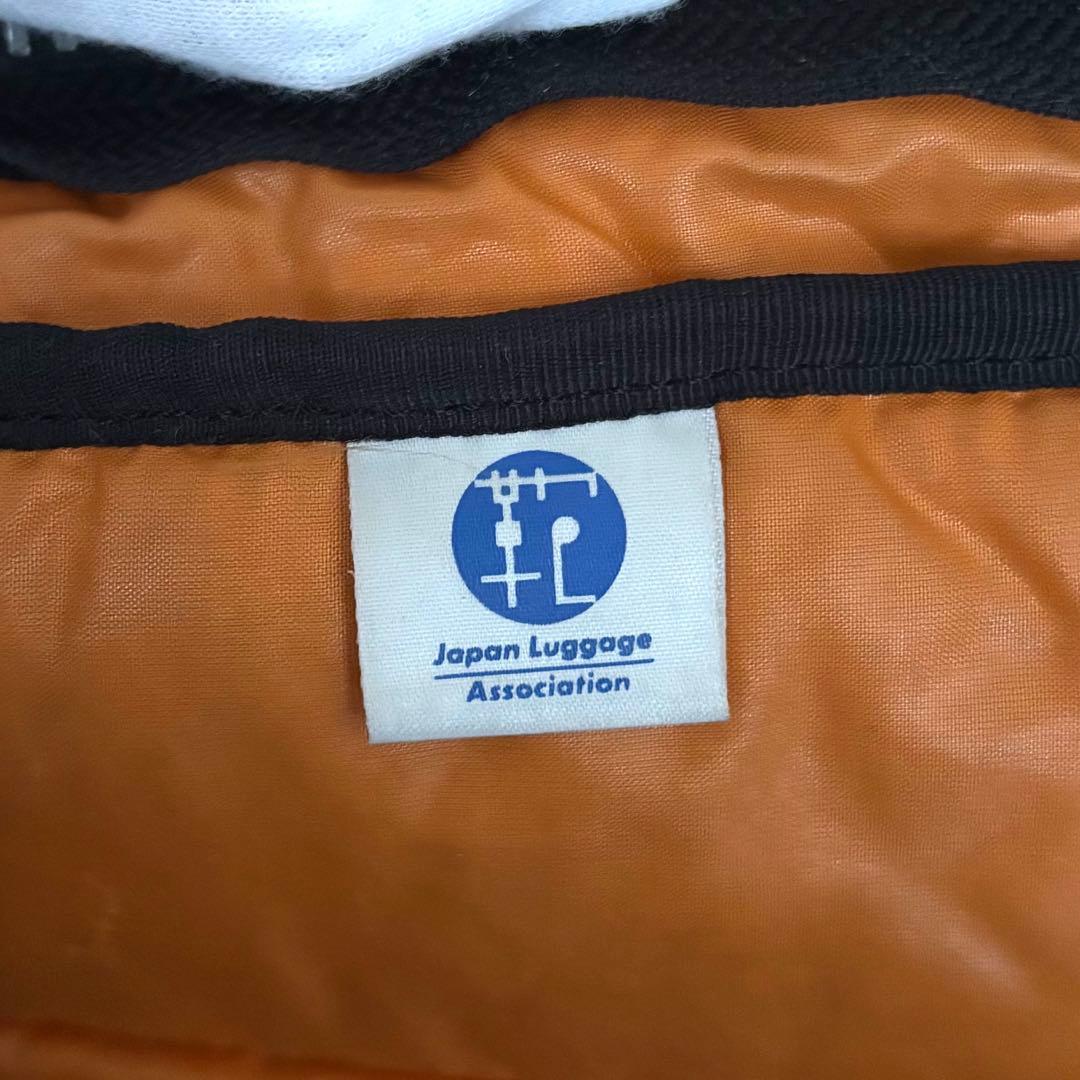 Japan Luggage
Association